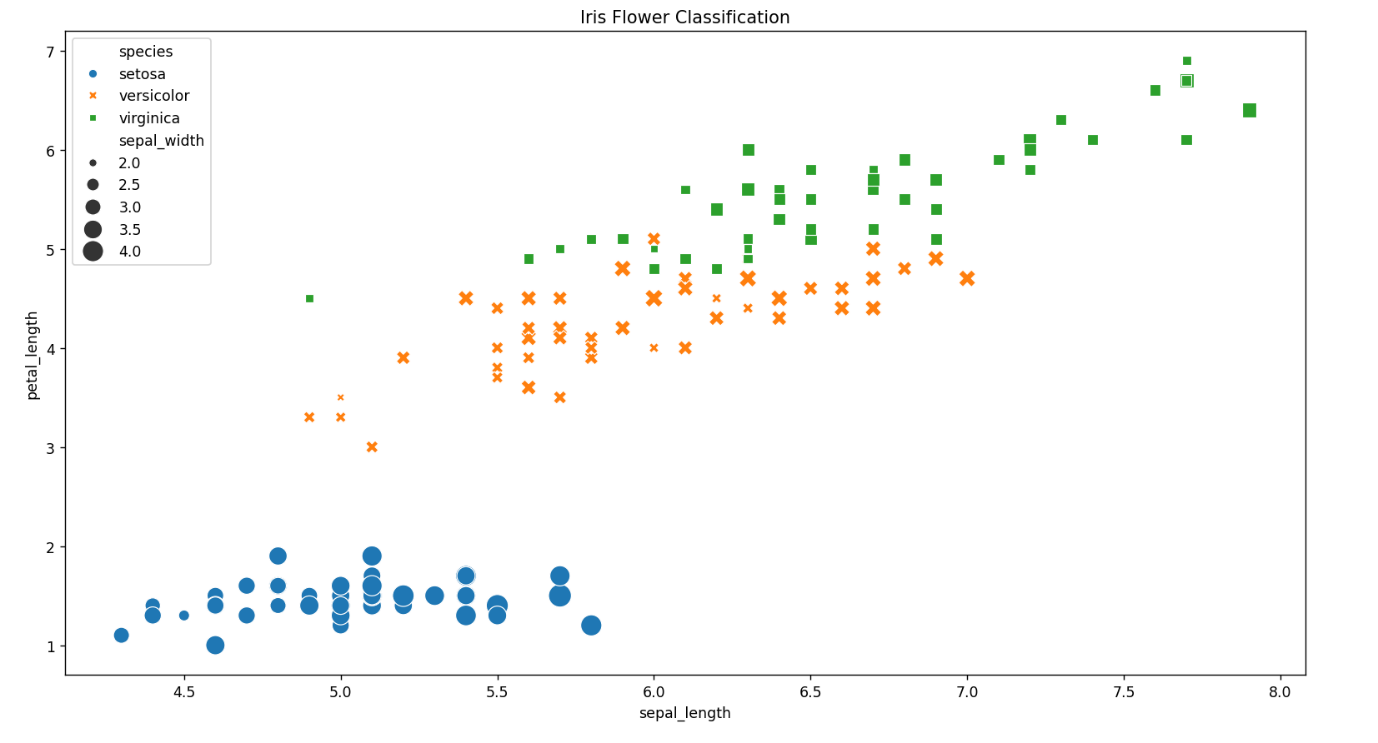 Iris Flower Classification
species
setosa
versicolor
virginica
sepal_width
2.0
2.5
3.0
3.5
4.0
petal_length
7
6
5
4
3
2
1
4.5 5.0 5.5 6.0 6.5 7.0 7.5 8.0
sepal_length